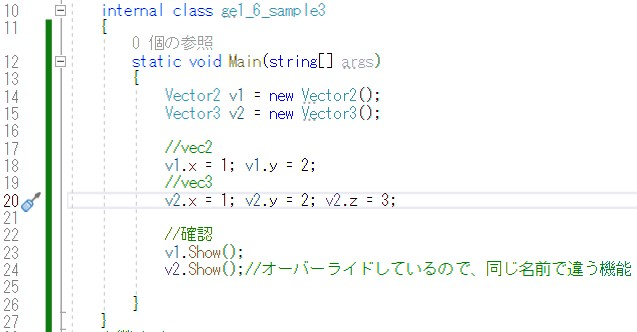 10 internal class ge1_6_sample3
11 {
0 個の参照
12 static void Main(string[] args)
13 {
14 Vector2 v1 = new Vector2();
15 Vector3 v2 = new Vector3();
16
17 //vec2
18 v1.x = 1; v1.y = 2;
19 //vec3
20 v2.x = 1; v2.y = 2; v2.z = 3;
21
22 //確認
23 v1.Show();
24 v2.Show();//オーバーライドしているので、同じ名前で違う機能
25
26 }
27 }